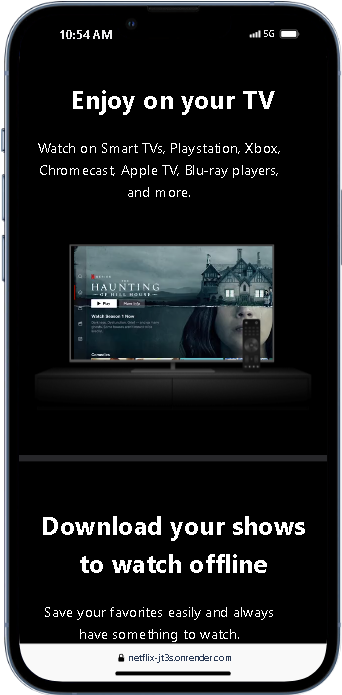 10:54 AM
5G
Enjoy on your TV
Watch on Smart TVs, Playstation, Xbox,
Chromecast, Apple TV, Blu-ray players,
and more.
THE
HAUNTING
OF HILL HOUSE
Play
More Info
Watch Season 1 Now
Comedies
Download your shows
to watch offline
Save your favorites easily and always
have something to watch.
netflix-jt3s.onrender.com